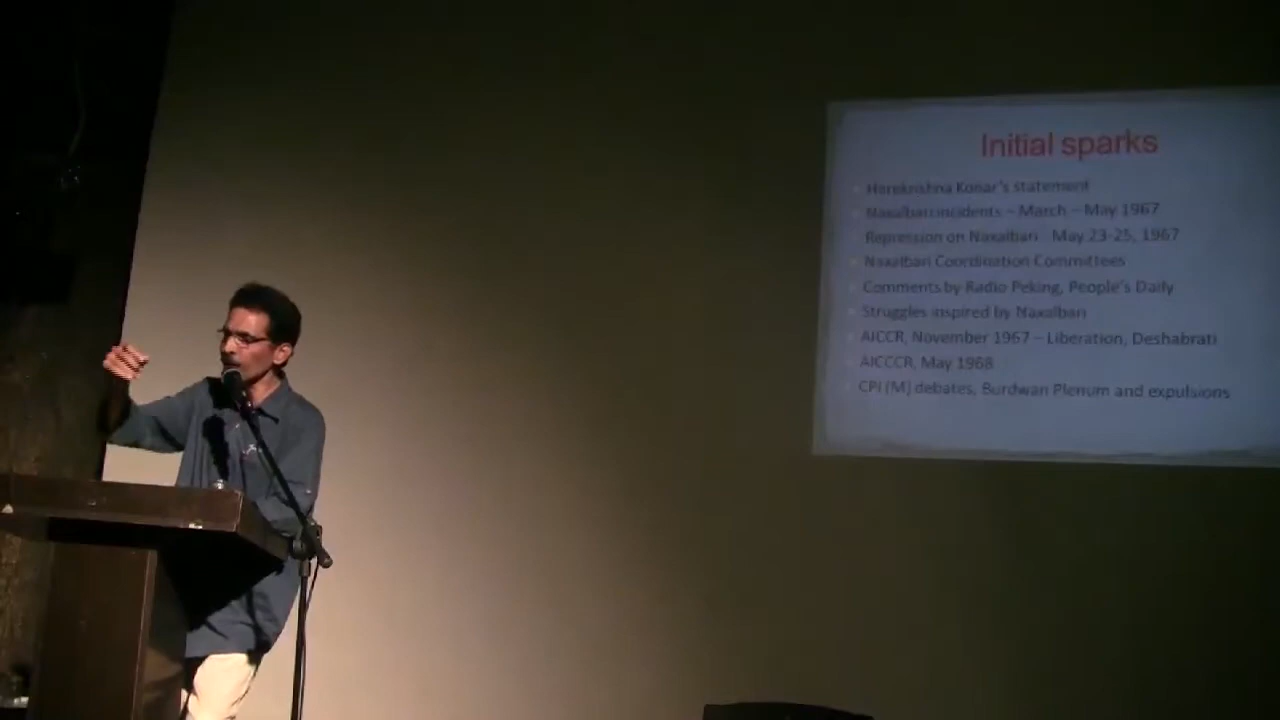 Initial sparks
Harekrishna Konar's statement
Naxalbari incidents – March – May 1967
Repression on Naxalbari May 23-25, 1967
Naxalbari Coordination Committees
Comments by Radio Peking, People's Daily
Struggles inspired by Naxalbari
AICCR, November 1967 – Liberation, Deshabrati
AICCCR, May 1968
CPI (M) debates, Burdwan Plenum and expulsions